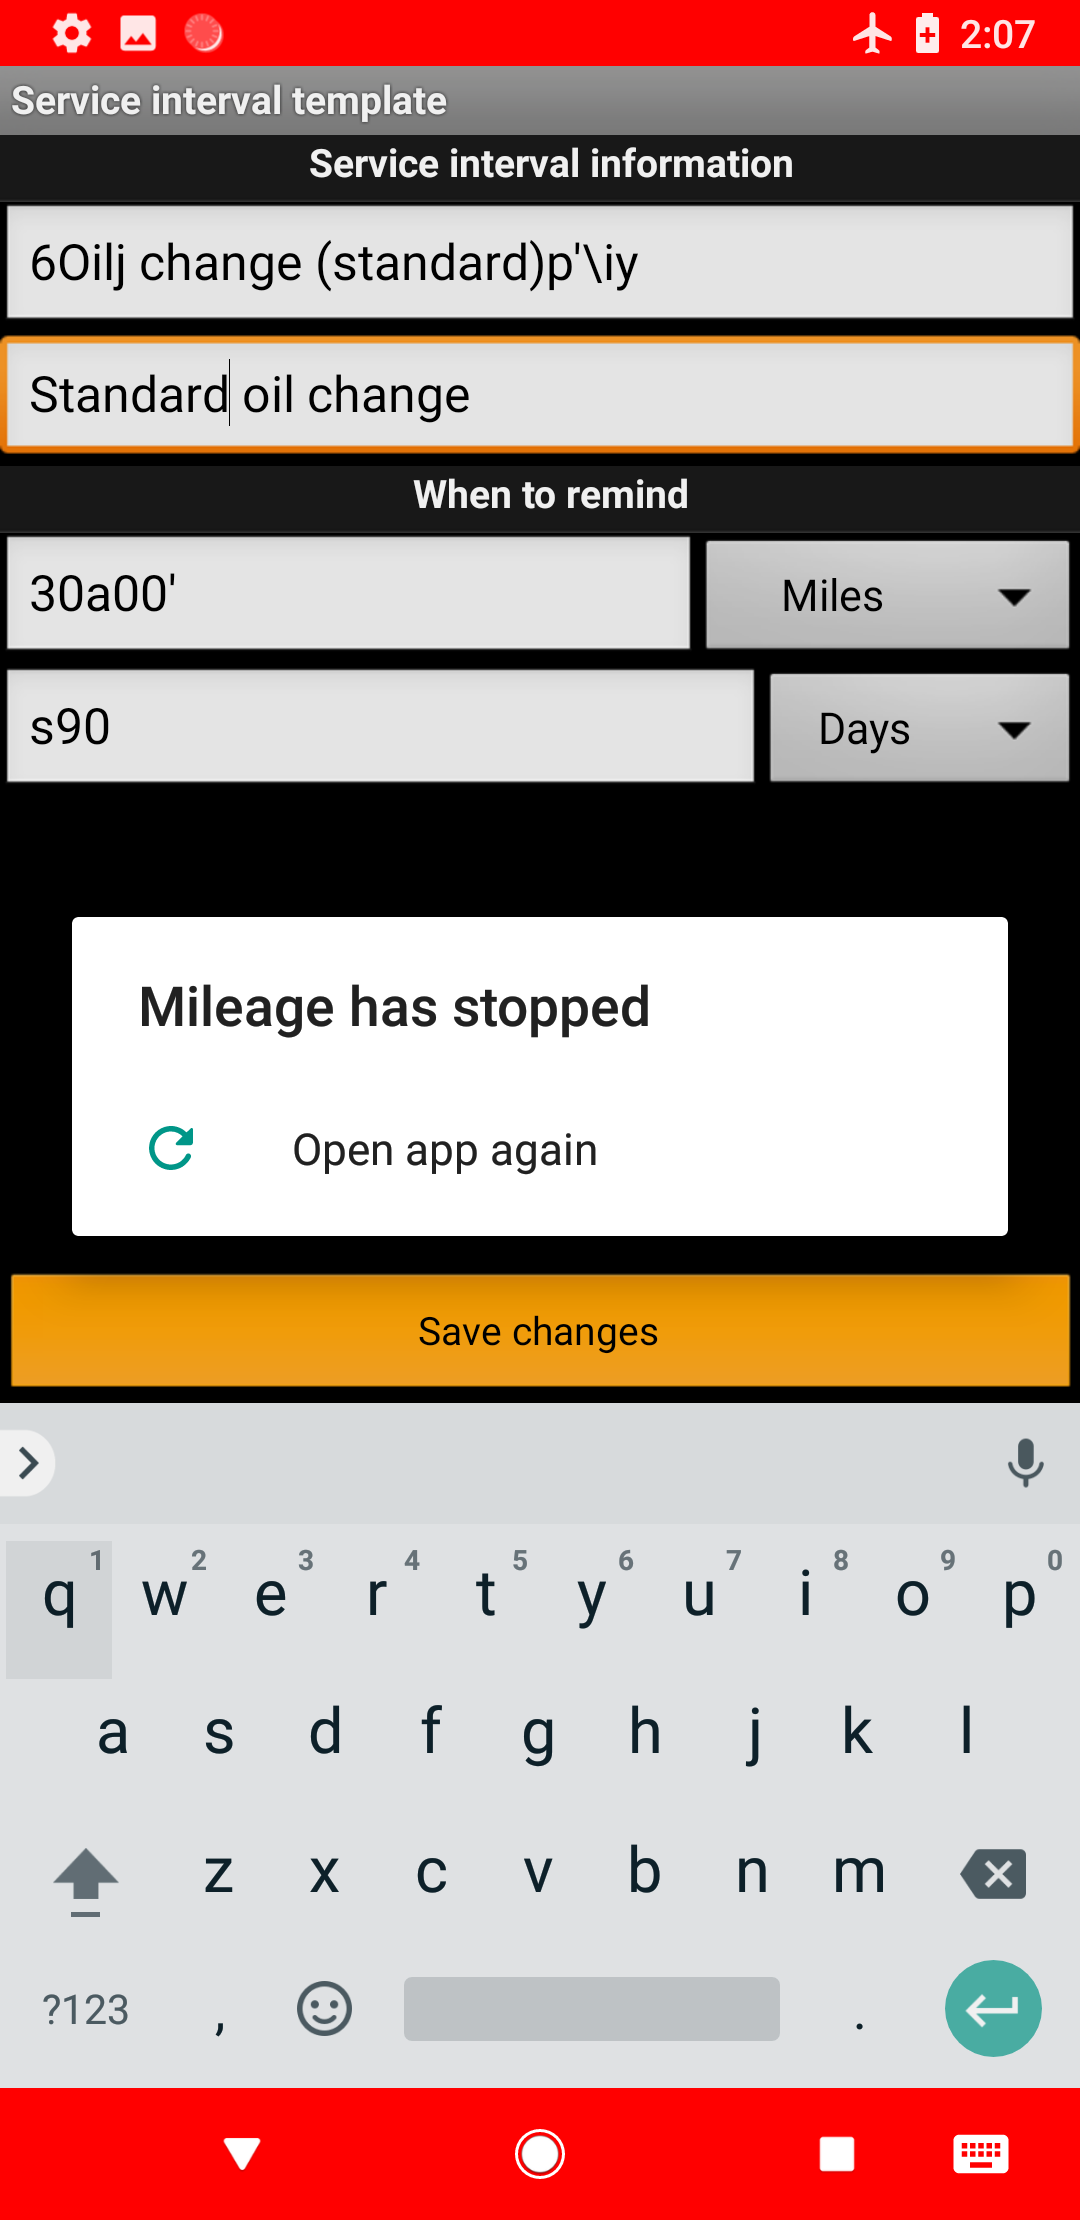 2:07
Service interval template
Service interval information
6Oilj change (standard)p'\iy
Standard oil change
When to remind
30a00'
Miles
s90
Days
Mileage has stopped
Open app again
Save changes
1 2 3 4 5 6 7 8 9 0
q w e r t y u i o p
a s d f g h j k l
z x c v b n m
?123 , .